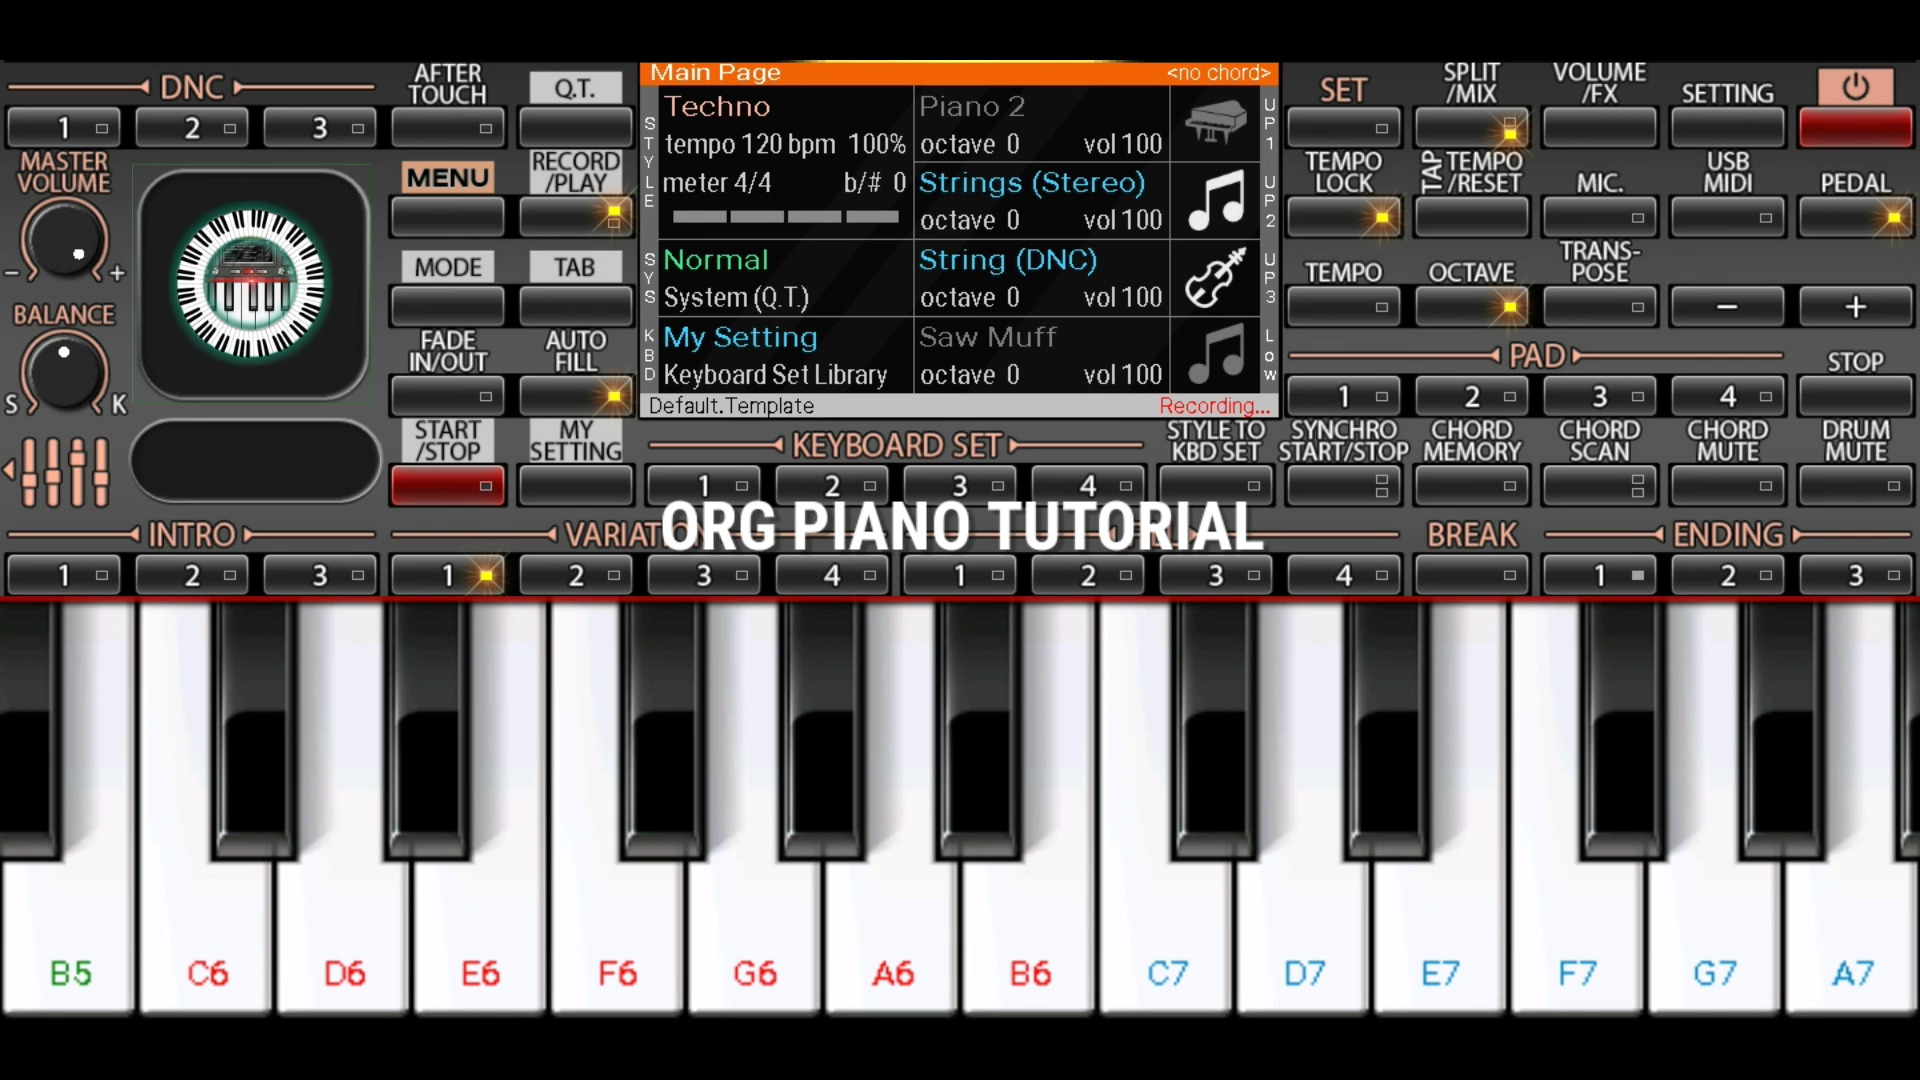 DNC
AFTER
TOUCH
Q.T.
1 2 3
MASTER
VOLUME
MENU
RECORD
/PLAY
- +
MODE
TAB
BALANCE
S K
FADE
IN/OUT
AUTO
FILL
START
/STOP
MY
SETTING
Main Page <no chord>
STYLE
Techno
tempo 120 bpm 100%
meter 4/4 b/# 0
SYS
Normal
System (Q.T.)
KBD
My Setting
Keyboard Set Library
Piano 2
octave 0 vol 100
UP1
Strings (Stereo)
octave 0 vol 100
UP2
String (DNC)
octave 0 vol 100
UP3
Saw Muff
octave 0 vol 100
Low
Default.Template Recording...
SET
SPLIT
/MIX
VOLUME
/FX
SETTING
TEMPO
LOCK
TAP TEMPO
/RESET
MIC.
USB
MIDI
PEDAL
TEMPO
OCTAVE
TRANS-
POSE
- +
PAD
STOP
1 2 3 4
KEYBOARD SET
STYLE TO
KBD SET
SYNCHRO
START/STOP
CHORD
MEMORY
CHORD
SCAN
CHORD
MUTE
DRUM
MUTE
1 2 3 4
ORG PIANO TUTORIAL
INTRO
VARIAT
BREAK
ENDING
1 2 3 1 2 3 4 1 2 3 4 1 2 3
B5 C6 D6 E6 F6 G6 A6 B6 C7 D7 E7 F7 G7 A7